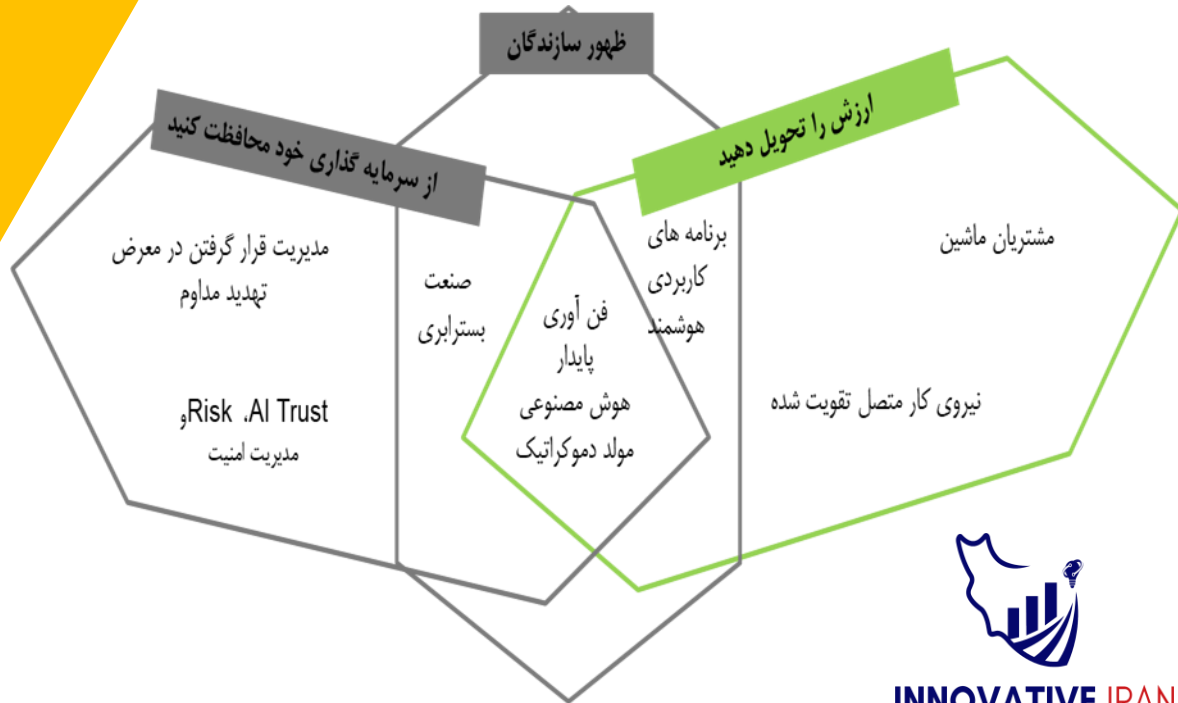 ظهور سازندگان
از سرمایه گذاری خود محافظت کنید
ارزش را تحویل دهید
مدیریت قرار گرفتن در معرض
تهدید مداوم
Risk ،AI Trustو
مدیریت امنیت
صنعت
بسترابری
فن آوری
پایدار
هوش مصنوعی
مولد دموکراتیک
برنامه های
کاربردی
هوشمند
مشتریان ماشین
نیروی کار متصل تقویت شده
INNOVATIVE IRAN